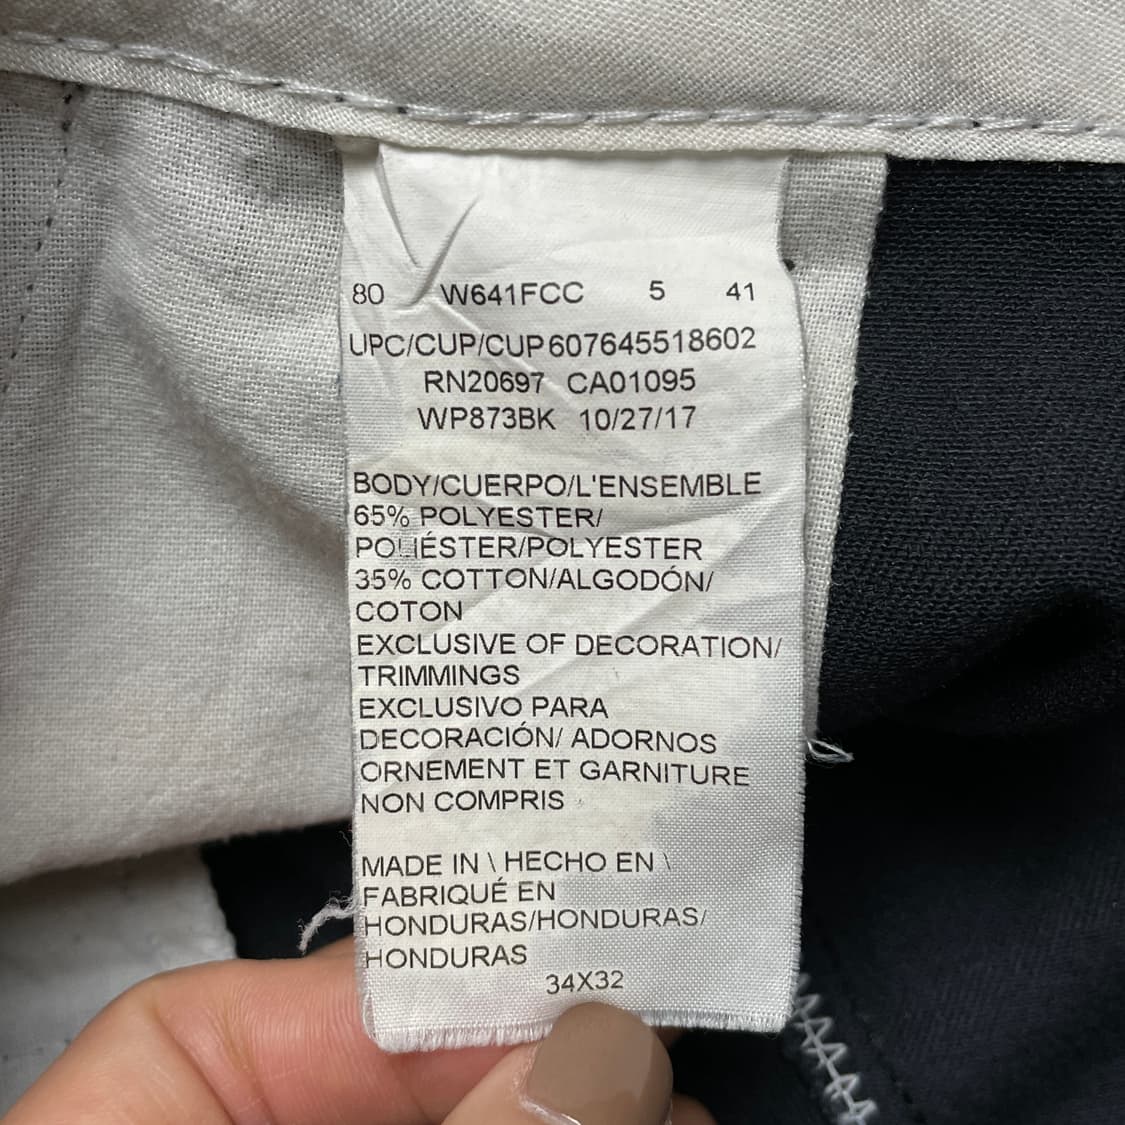 80 W641FCC 5 41
UPC/CUP/CUP 607645518602
RN20697 CA01095
WP873BK 10/27/17
BODY/CUERPO/L'ENSEMBLE
65% POLYESTER/
POLIÉSTER/POLYESTER
35% COTTON/ALGODÓN/
COTON
EXCLUSIVE OF DECORATION/
TRIMMINGS
EXCLUSIVO PARA
DECORACIÓN/ ADORNOS
ORNEMENT ET GARNITURE
NON COMPRIS
MADE IN \ HECHO EN \
FABRIQUÉ EN
HONDURAS/HONDURAS/
HONDURAS
34X32